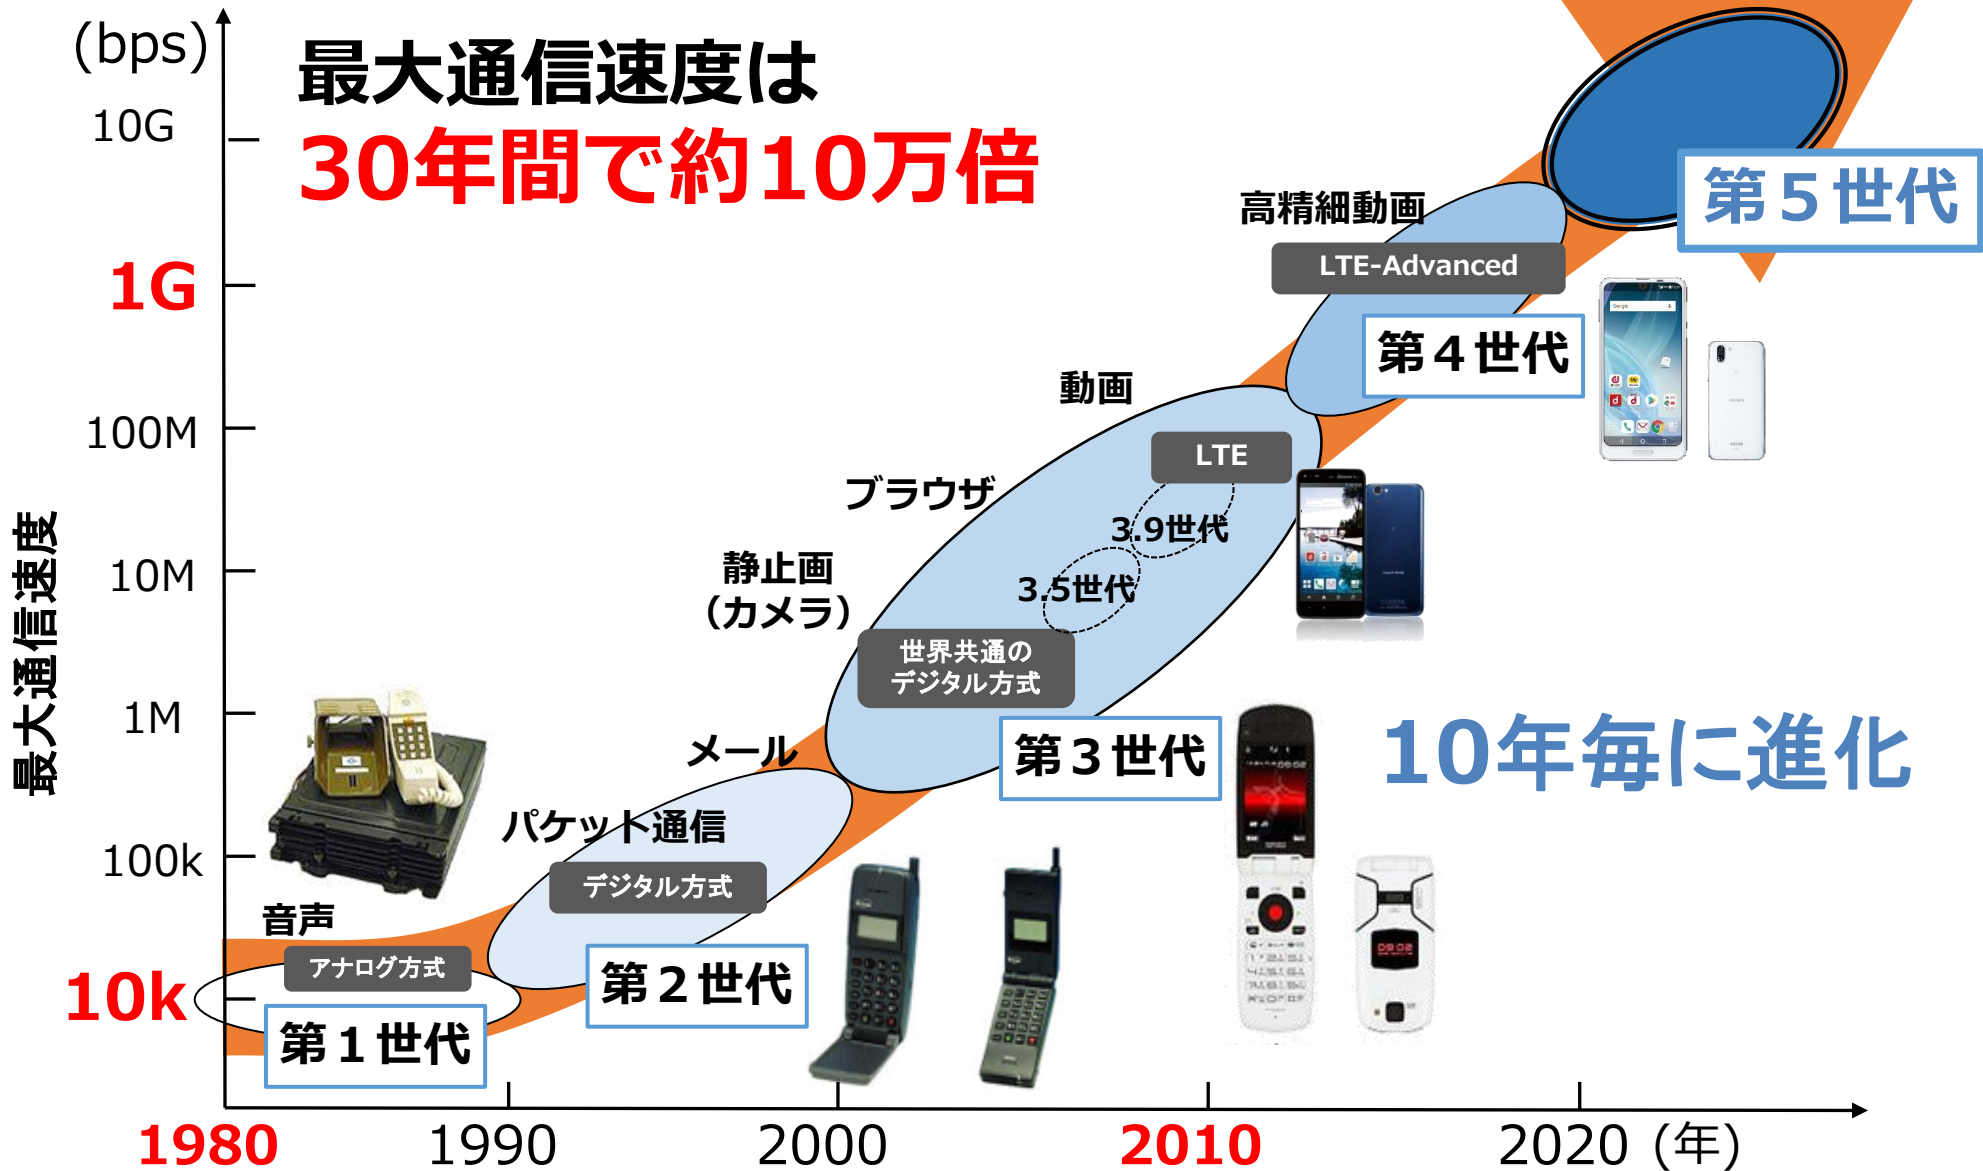 (bps)
最大通信速度は
30年間で約10万倍
10G
1G
100M
10M
1M
100k
10k
最大通信速度
第５世代
高精細動画
LTE-Advanced
第４世代
動画
LTE
ブラウザ
3.9世代
静止画
（カメラ）
3.5世代
世界共通の
デジタル方式
第３世代
10年毎に進化
メール
パケット通信
デジタル方式
第２世代
音声
アナログ方式
第１世代
1980
1990
2000
2010
2020
(年)